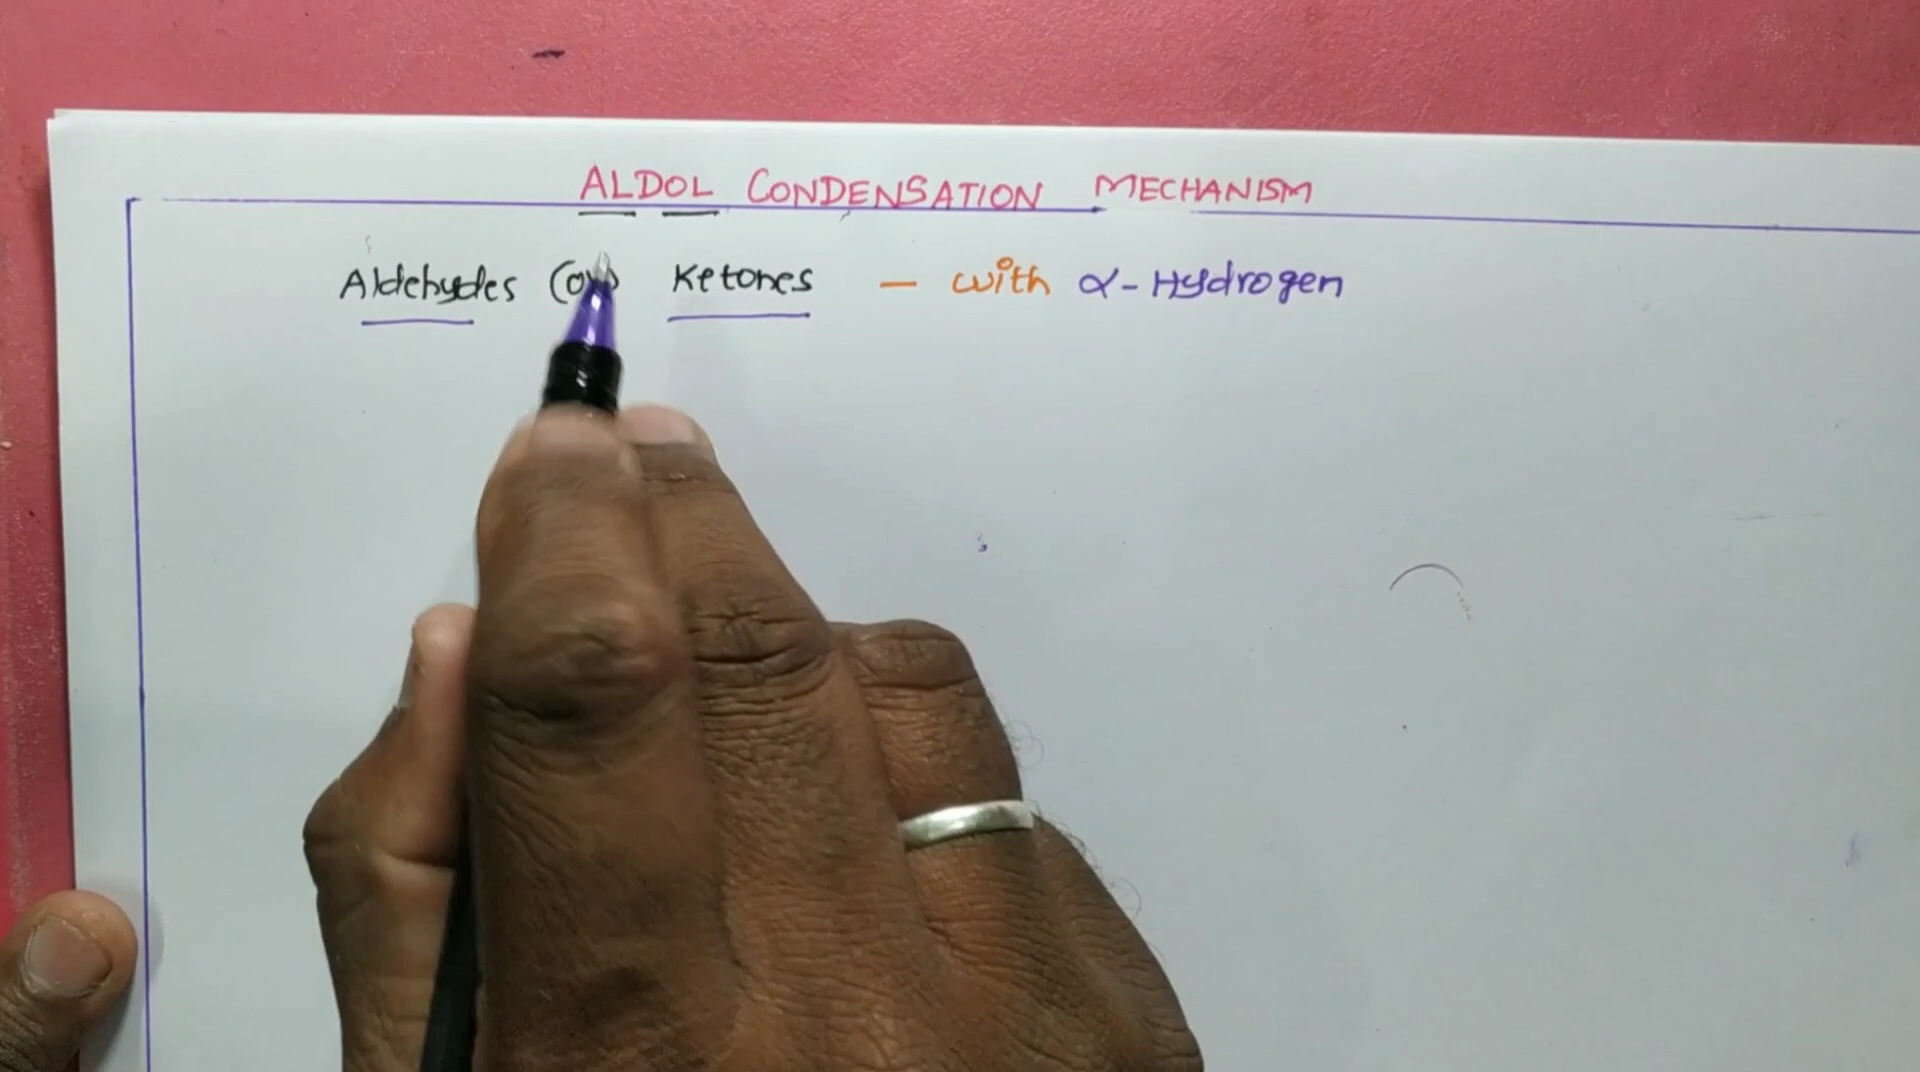 ALDOL CONDENSATION MECHANISM
Aldehydes (or) Ketones - with α-Hydrogen